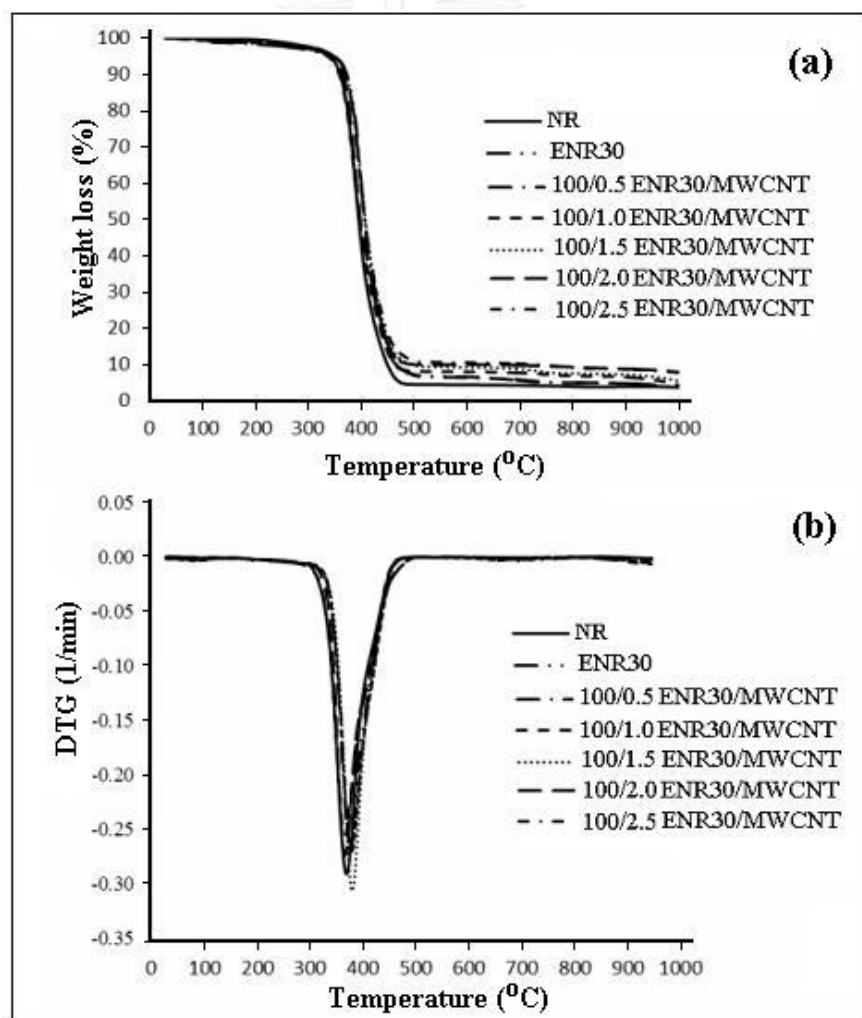 100
90
80
70
60
50
40
30
20
10
0
Weight loss (%)
(a)
NR
ENR30
100/0.5 ENR30/MWCNT
100/1.0 ENR30/MWCNT
100/1.5 ENR30/MWCNT
100/2.0 ENR30/MWCNT
100/2.5 ENR30/MWCNT
0 100 200 300 400 500 600 700 800 900 1000
Temperature (⁰C)
0.05
0.00
-0.05
-0.10
-0.15
-0.20
-0.25
-0.30
-0.35
DTG (1/min)
(b)
NR
ENR30
100/0.5 ENR30/MWCNT
100/1.0 ENR30/MWCNT
100/1.5 ENR30/MWCNT
100/2.0 ENR30/MWCNT
100/2.5 ENR30/MWCNT
0 100 200 300 400 500 600 700 800 900 1000
Temperature (⁰C)